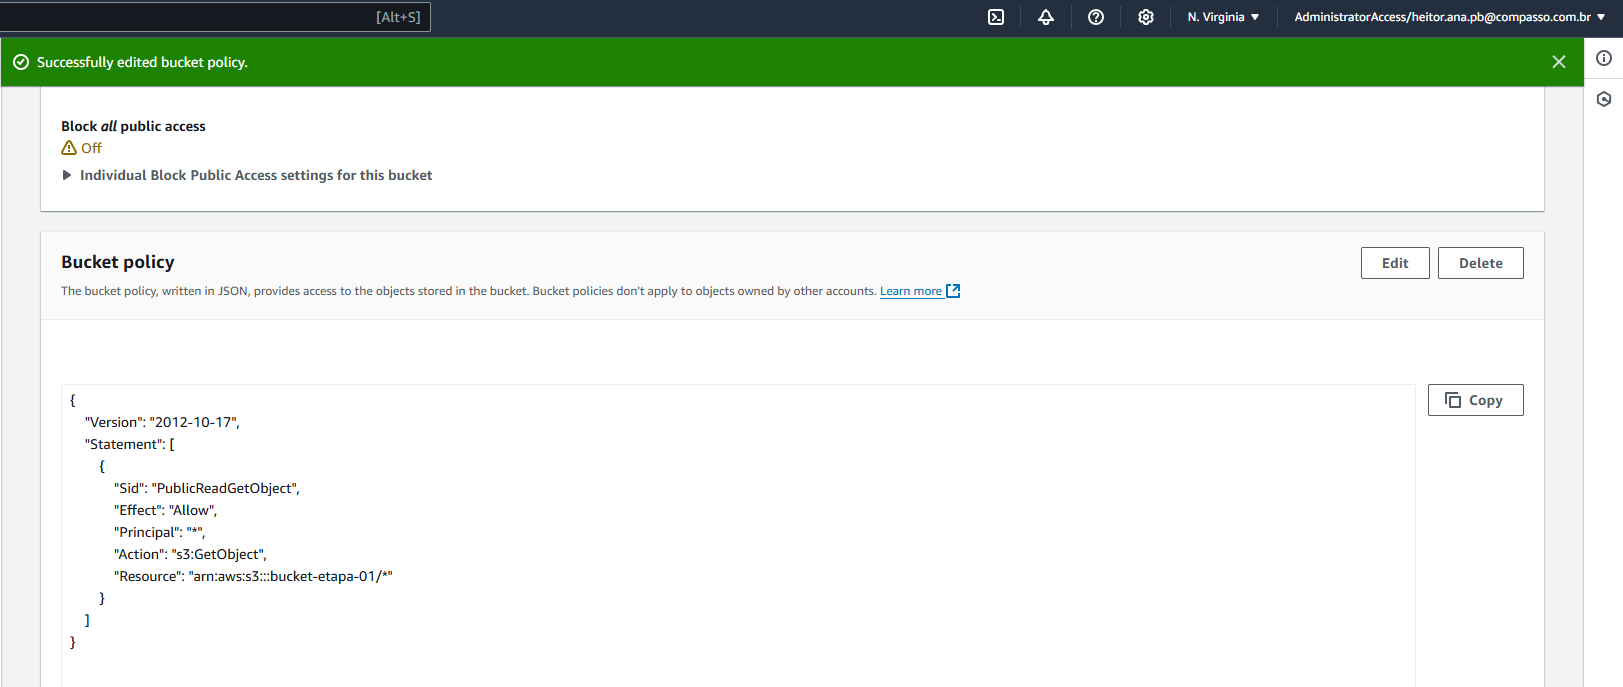 [Alt+S]
N. Virginia
AdministratorAccess/heitor.ana.pb@compasso.com.br
Successfully edited bucket policy.
Block all public access
Off
Individual Block Public Access settings for this bucket
Bucket policy
Edit
Delete
The bucket policy, written in JSON, provides access to the objects stored in the bucket. Bucket policies don't apply to objects owned by other accounts. Learn more
Copy
{
    "Version": "2012-10-17",
    "Statement": [
        {
            "Sid": "PublicReadGetObject",
            "Effect": "Allow",
            "Principal": "*",
            "Action": "s3:GetObject",
            "Resource": "arn:aws:s3:::bucket-etapa-01/*"
        }
    ]
}